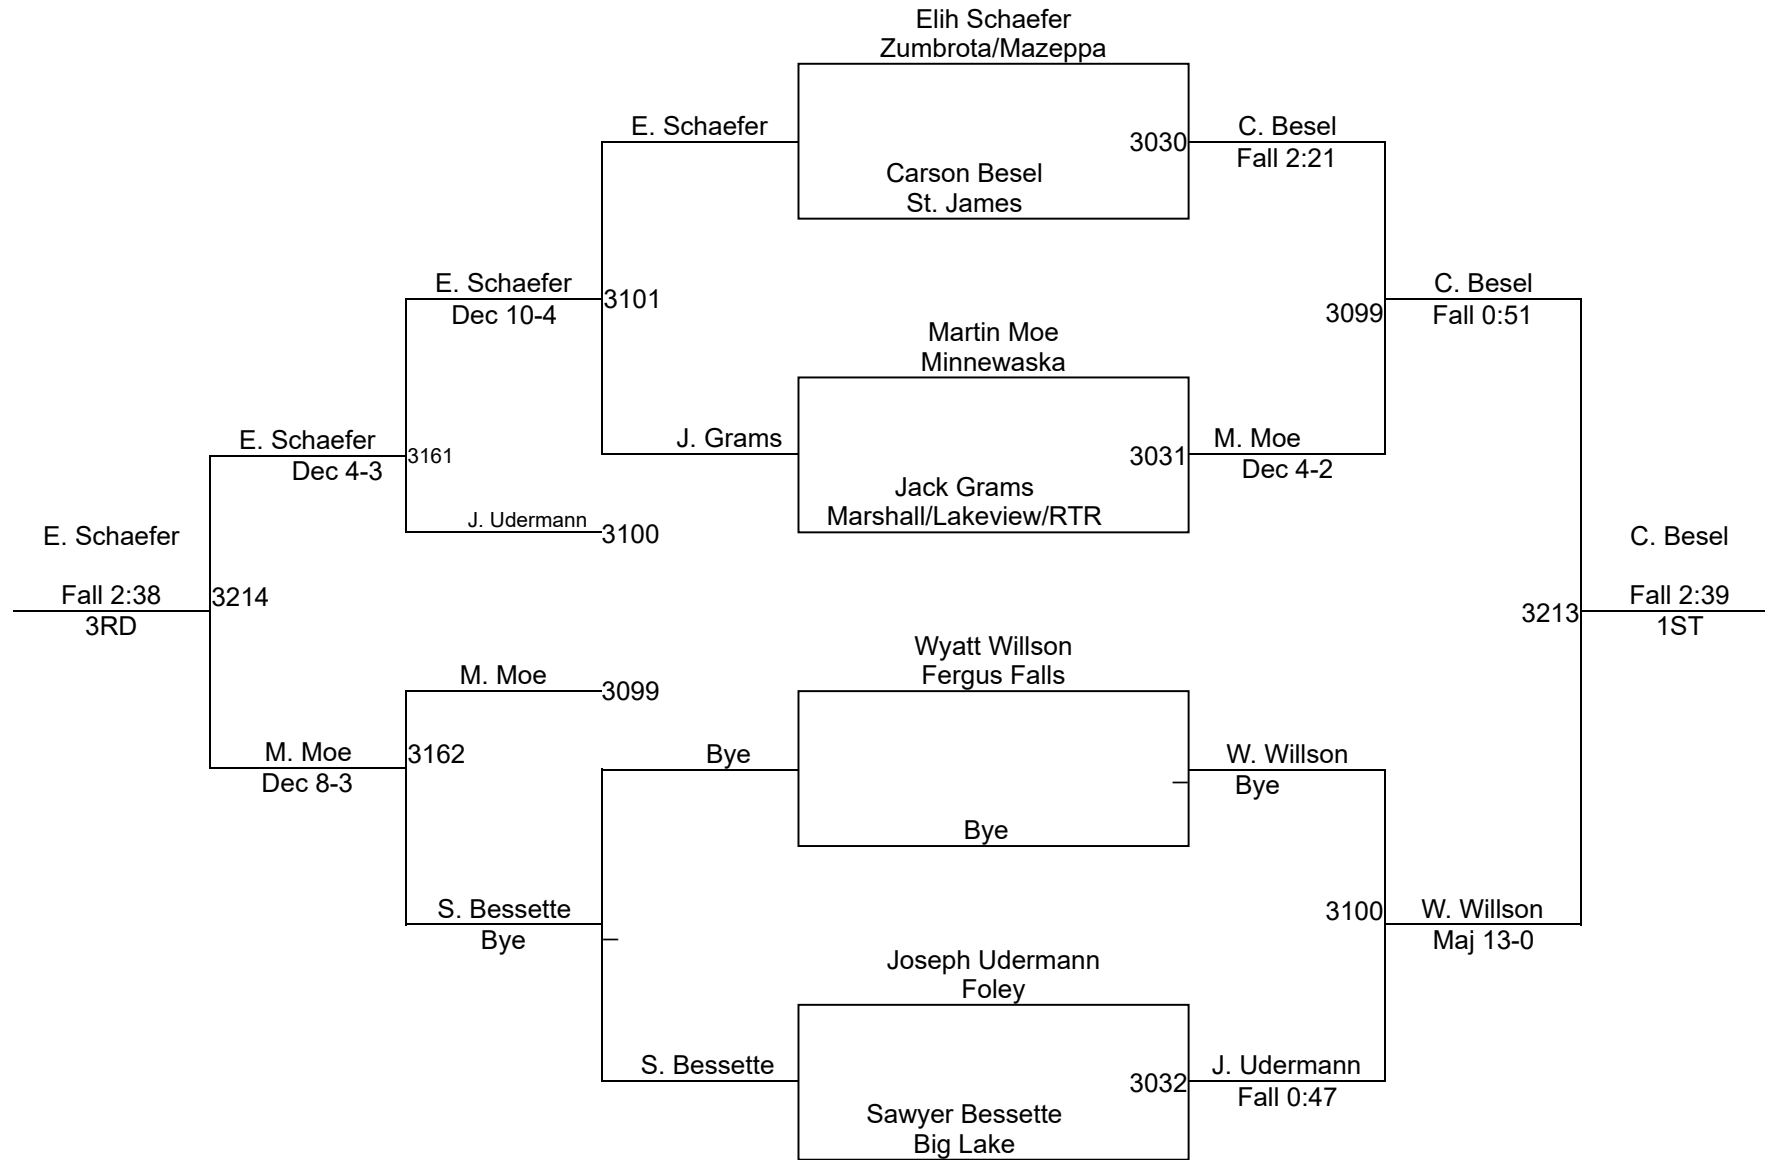 Elih Schaefer
Zumbrota/Mazeppa
E. Schaefer
3030
C. Besel
Fall 2:21
Carson Besel
St. James
E. Schaefer
Dec 10-4
3101
3099
C. Besel
Fall 0:51
Martin Moe
Minnewaska
E. Schaefer
Dec 4-3
3161
J. Grams
3031
M. Moe
Dec 4-2
Jack Grams
Marshall/Lakeview/RTR
J. Udermann
3100
E. Schaefer
Fall 2:38
3RD
3214
C. Besel
Fall 2:39
1ST
3213
Wyatt Willson
Fergus Falls
M. Moe
3099
M. Moe
Dec 8-3
3162
Bye
W. Willson
Bye
Bye
S. Bessette
Bye
3100
W. Willson
Maj 13-0
Joseph Udermann
Foley
S. Bessette
3032
J. Udermann
Fall 0:47
Sawyer Bessette
Big Lake